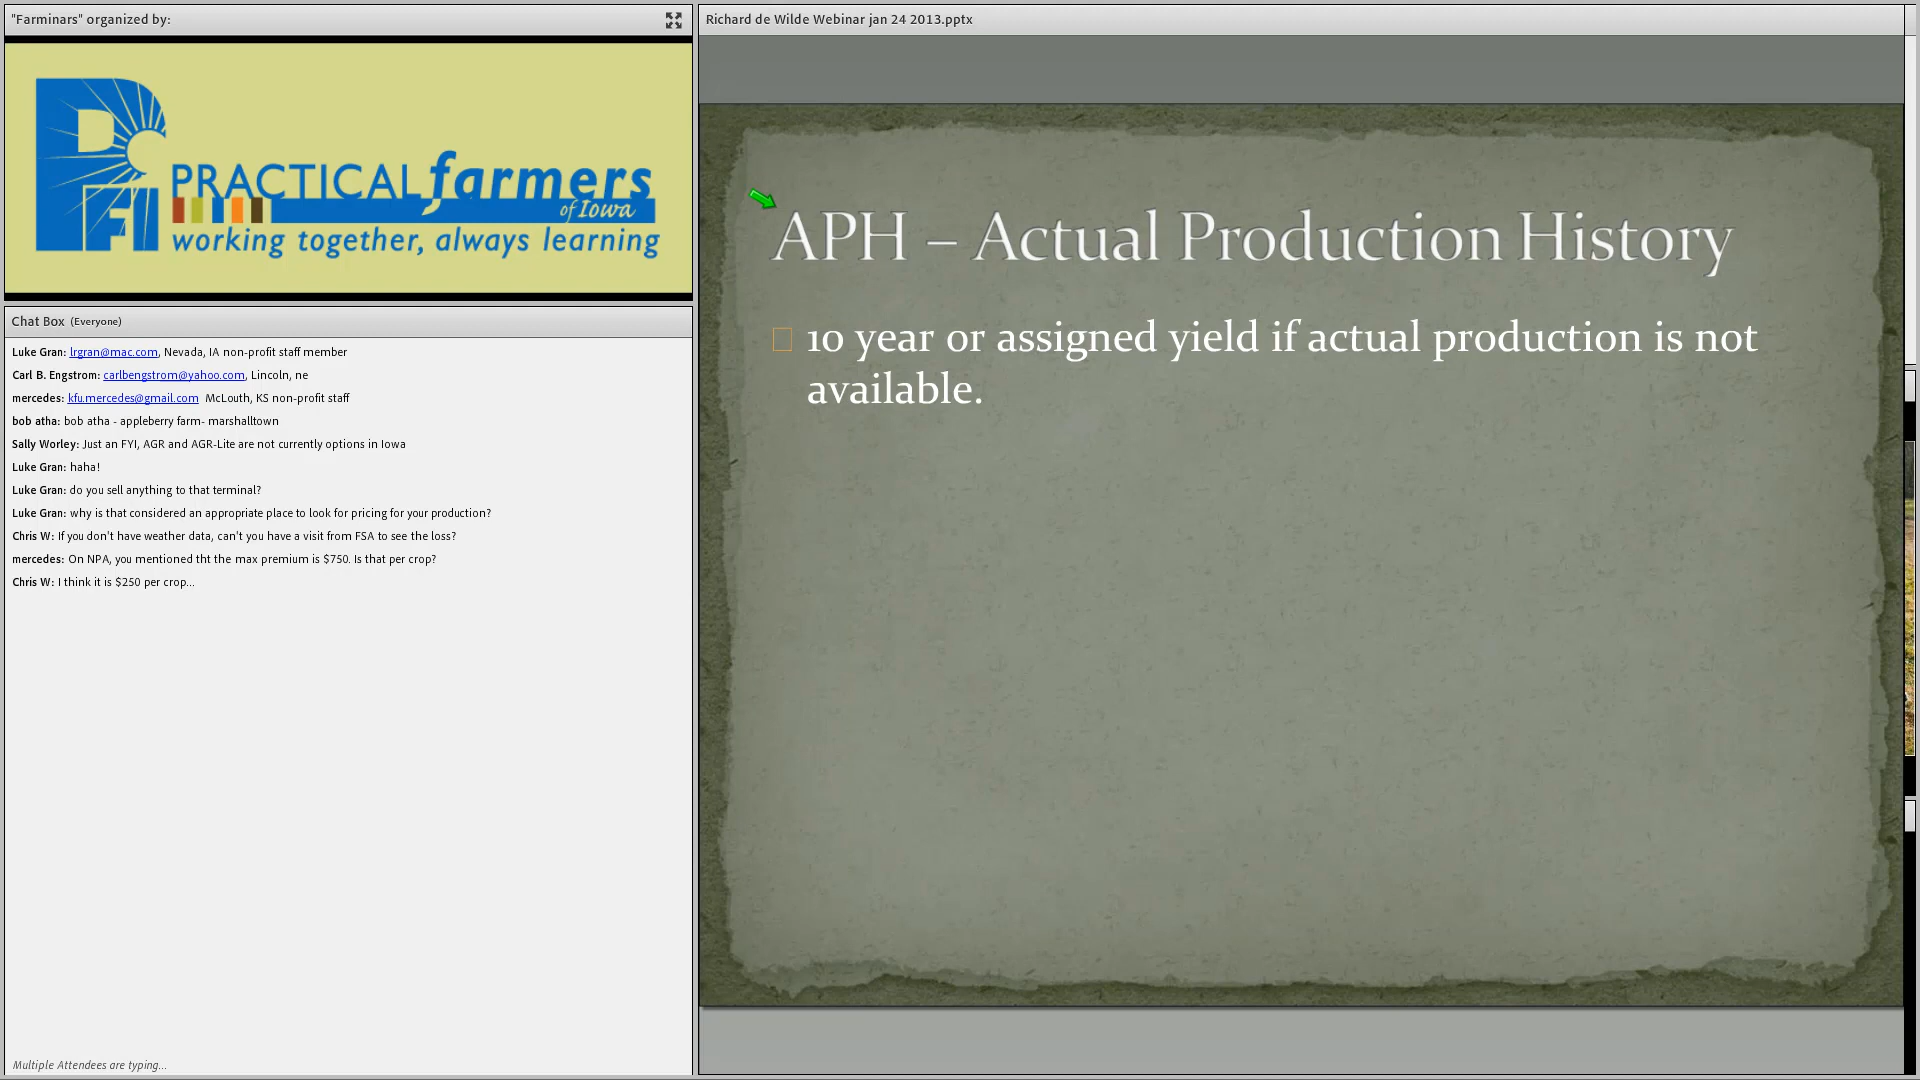 "Farminars" organized by:
PFI
PRACTICAL farmers
of Iowa
working together, always learning
Chat Box (Everyone)
Luke Gran: lrgran@mac.com, Nevada, IA non-profit staff member
Carl B. Engstrom: carlbengstrom@yahoo.com, Lincoln, ne
mercedes: kfu.mercedes@gmail.com McLouth, KS non-profit staff
bob atha: bob atha - appleberry farm- marshalltown
Sally Worley: Just an FYI, AGR and AGR-Lite are not currently options in Iowa
Luke Gran: haha!
Luke Gran: do you sell anything to that terminal?
Luke Gran: why is that considered an appropriate place to look for pricing for your production?
Chris W: If you don't have weather data, can't you have a visit from FSA to see the loss?
mercedes: On NPA, you mentioned tht the max premium is $750. Is that per crop?
Chris W: I think it is $250 per crop...
Multiple Attendees are typing...
Richard de Wilde Webinar jan 24 2013.pptx
APH – Actual Production History
10 year or assigned yield if actual production is not
available.